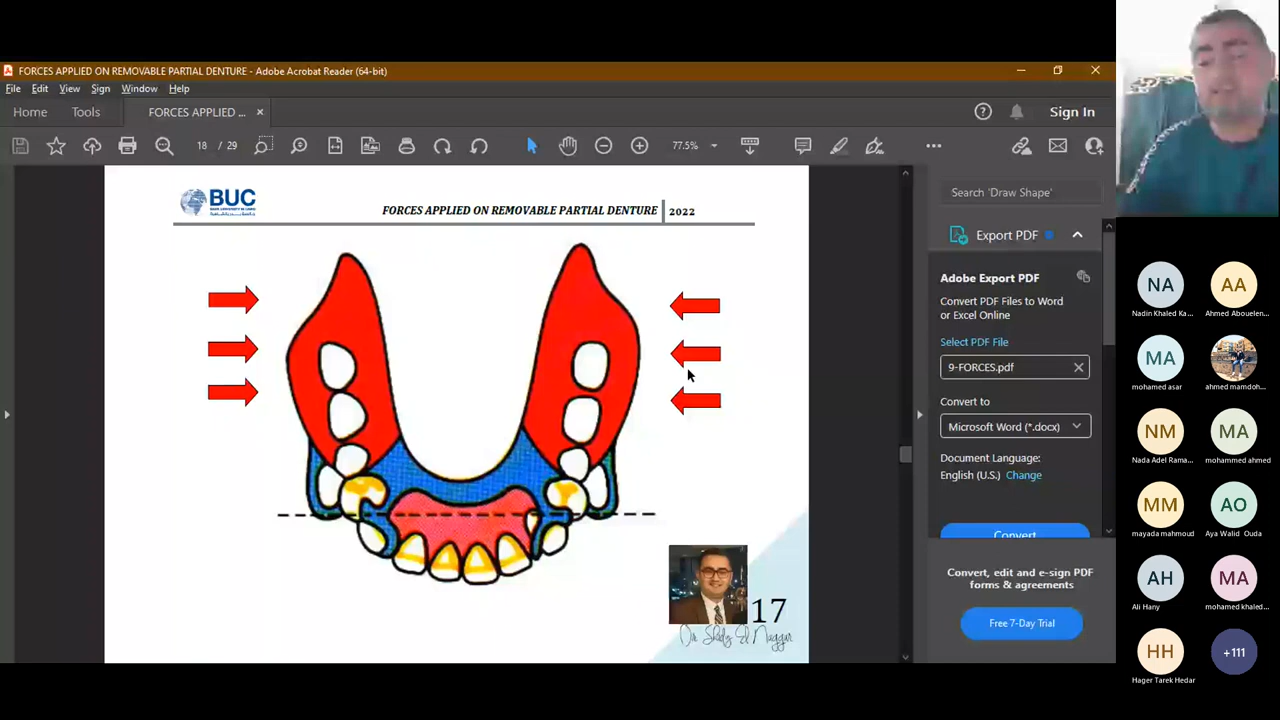 FORCES APPLIED ON REMOVABLE PARTIAL DENTURE - Adobe Acrobat Reader (64-bit)
File Edit View Sign Window Help
Home Tools FORCES APPLIED ... × Sign In
18 / 29 77.5%
BUC
FORCES APPLIED ON REMOVABLE PARTIAL DENTURE 2022
17
Search 'Draw Shape'
Export PDF
Adobe Export PDF
Convert PDF Files to Word
or Excel Online
Select PDF File
9-FORCES.pdf
Convert to
Microsoft Word (*.docx)
Document Language:
English (U.S.) Change
Convert
Convert, edit and e-sign PDF
forms & agreements
Free 7-Day Trial
NA AA
Nadin Khaled Ka... Ahmed Abouelen...
MA
mohamed asar ahmed mamdoh...
NM MA
Nada Adel Rama... mohammed ahmed
MM AO
mayada mahmoud Aya Walid Ouda
AH MA
Ali Hany mohamed khaled...
HH +111
Hager Tarek Hedar